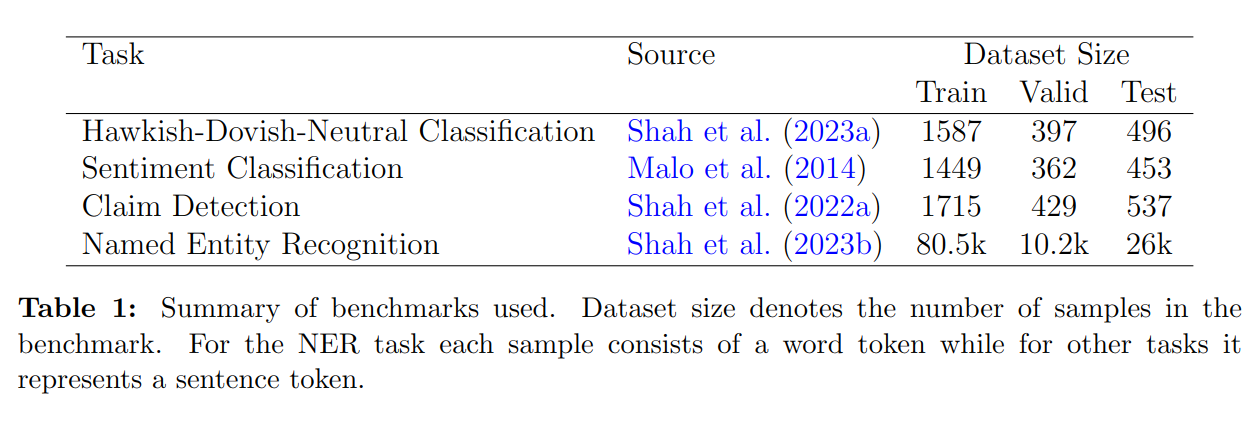 Task Source Dataset Size
Train Valid Test
Hawkish-Dovish-Neutral Classification Shah et al. (2023a) 1587 397 496
Sentiment Classification Malo et al. (2014) 1449 362 453
Claim Detection Shah et al. (2022a) 1715 429 537
Named Entity Recognition Shah et al. (2023b) 80.5k 10.2k 26k
Table 1: Summary of benchmarks used. Dataset size denotes the number of samples in the
benchmark. For the NER task each sample consists of a word token while for other tasks it
represents a sentence token.